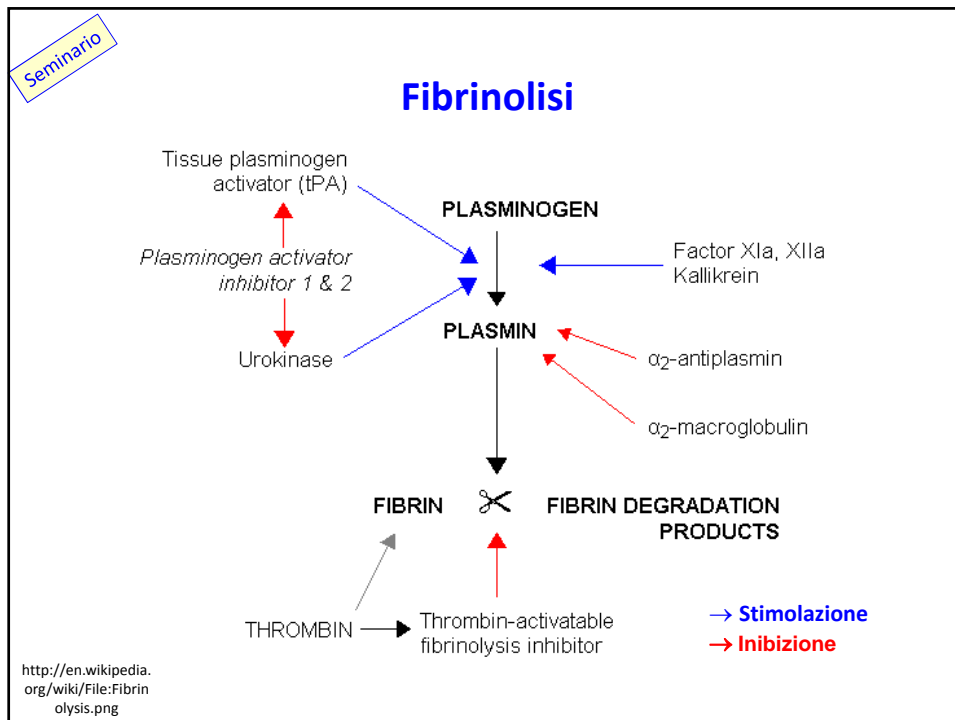 Seminario
Fibrinolisi
Tissue plasminogen
activator (tPA)
PLASMINOGEN
Plasminogen activator
inhibitor 1 & 2
Factor XIa, XIIa
Kallikrein
PLASMIN
Urokinase
α₂-antiplasmin
α₂-macroglobulin
FIBRIN
FIBRIN DEGRADATION
PRODUCTS
THROMBIN
Thrombin-activatable
fibrinolysis inhibitor
→ Stimolazione
→ Inibizione
http://en.wikipedia.
org/wiki/File:Fibrin
olysis.png